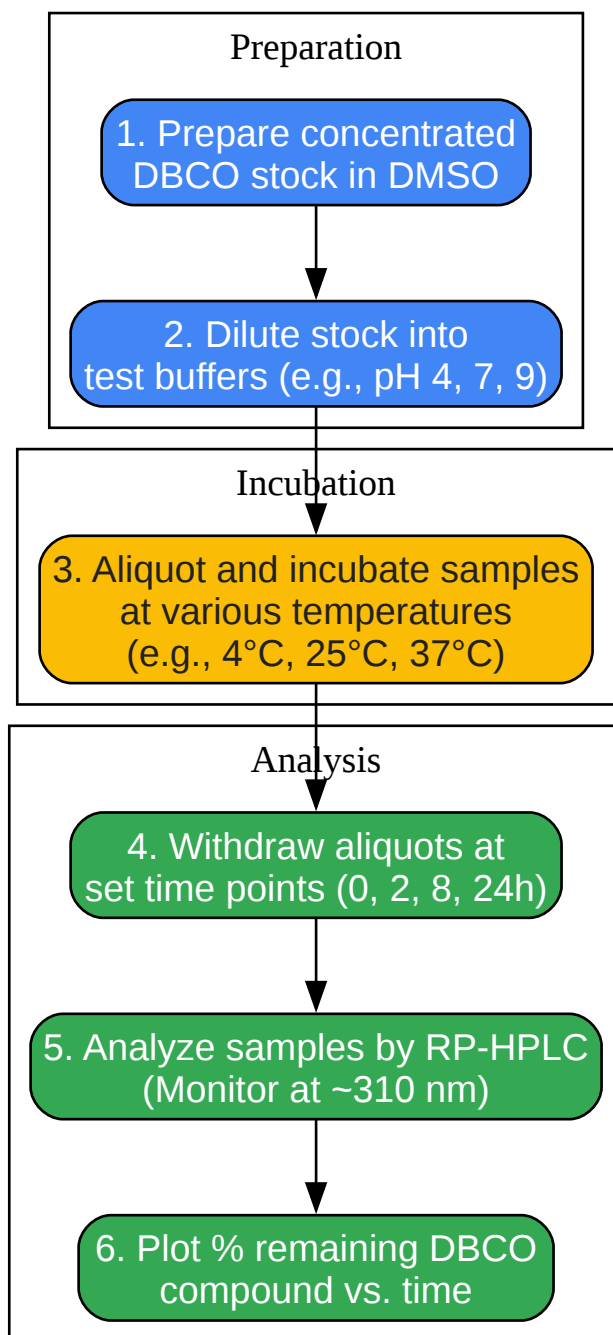 Preparation
1. Prepare concentrated
DBCO stock in DMSO
2. Dilute stock into
test buffers (e.g., pH 4, 7, 9)
Incubation
3. Aliquot and incubate samples
at various temperatures
(e.g., 4°C, 25°C, 37°C)
Analysis
4. Withdraw aliquots at
set time points (0, 2, 8, 24h)
5. Analyze samples by RP-HPLC
(Monitor at ~310 nm)
6. Plot % remaining DBCO
compound vs. time